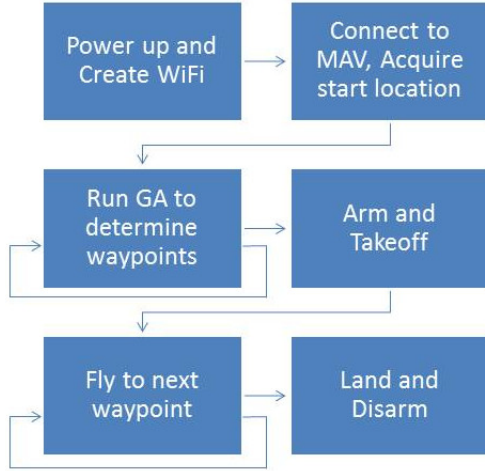 Power up and
Create WiFi
Connect to
MAV, Acquire
start location
Run GA to
determine
waypoints
Arm and
Takeoff
Fly to next
waypoint
Land and
Disarm